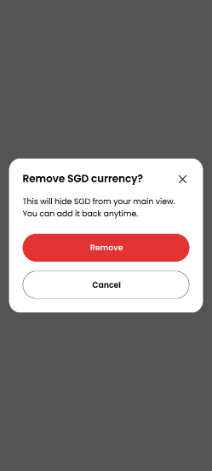 Remove SGD currency?
This will hide SGD from your main view.
You can add it back anytime.
Remove
Cancel